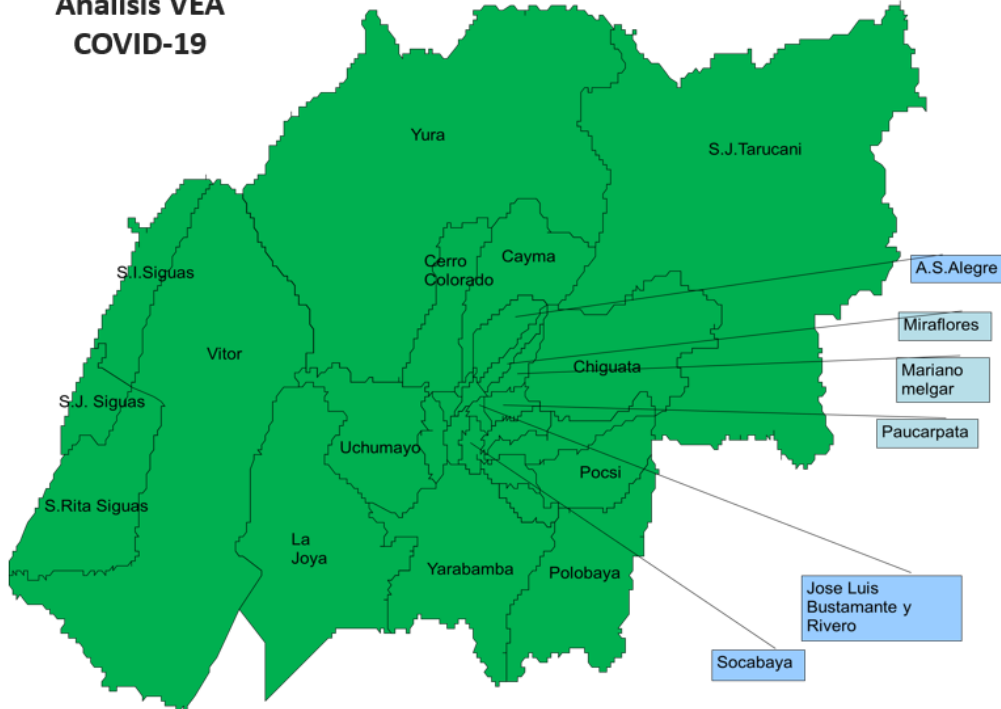 Análisis VEA
COVID-19
Yura
S.J.Tarucani
Cerro
Colorado
Cayma
A.S.Alegre
S.I.Siguas
Miraflores
Vitor
Chiguata
Mariano
melgar
S.J. Siguas
Paucarpata
Uchumayo
Pocsi
S.Rita Siguas
La
Joya
Yarabamba
Polobaya
Jose Luis
Bustamante y
Rivero
Socabaya